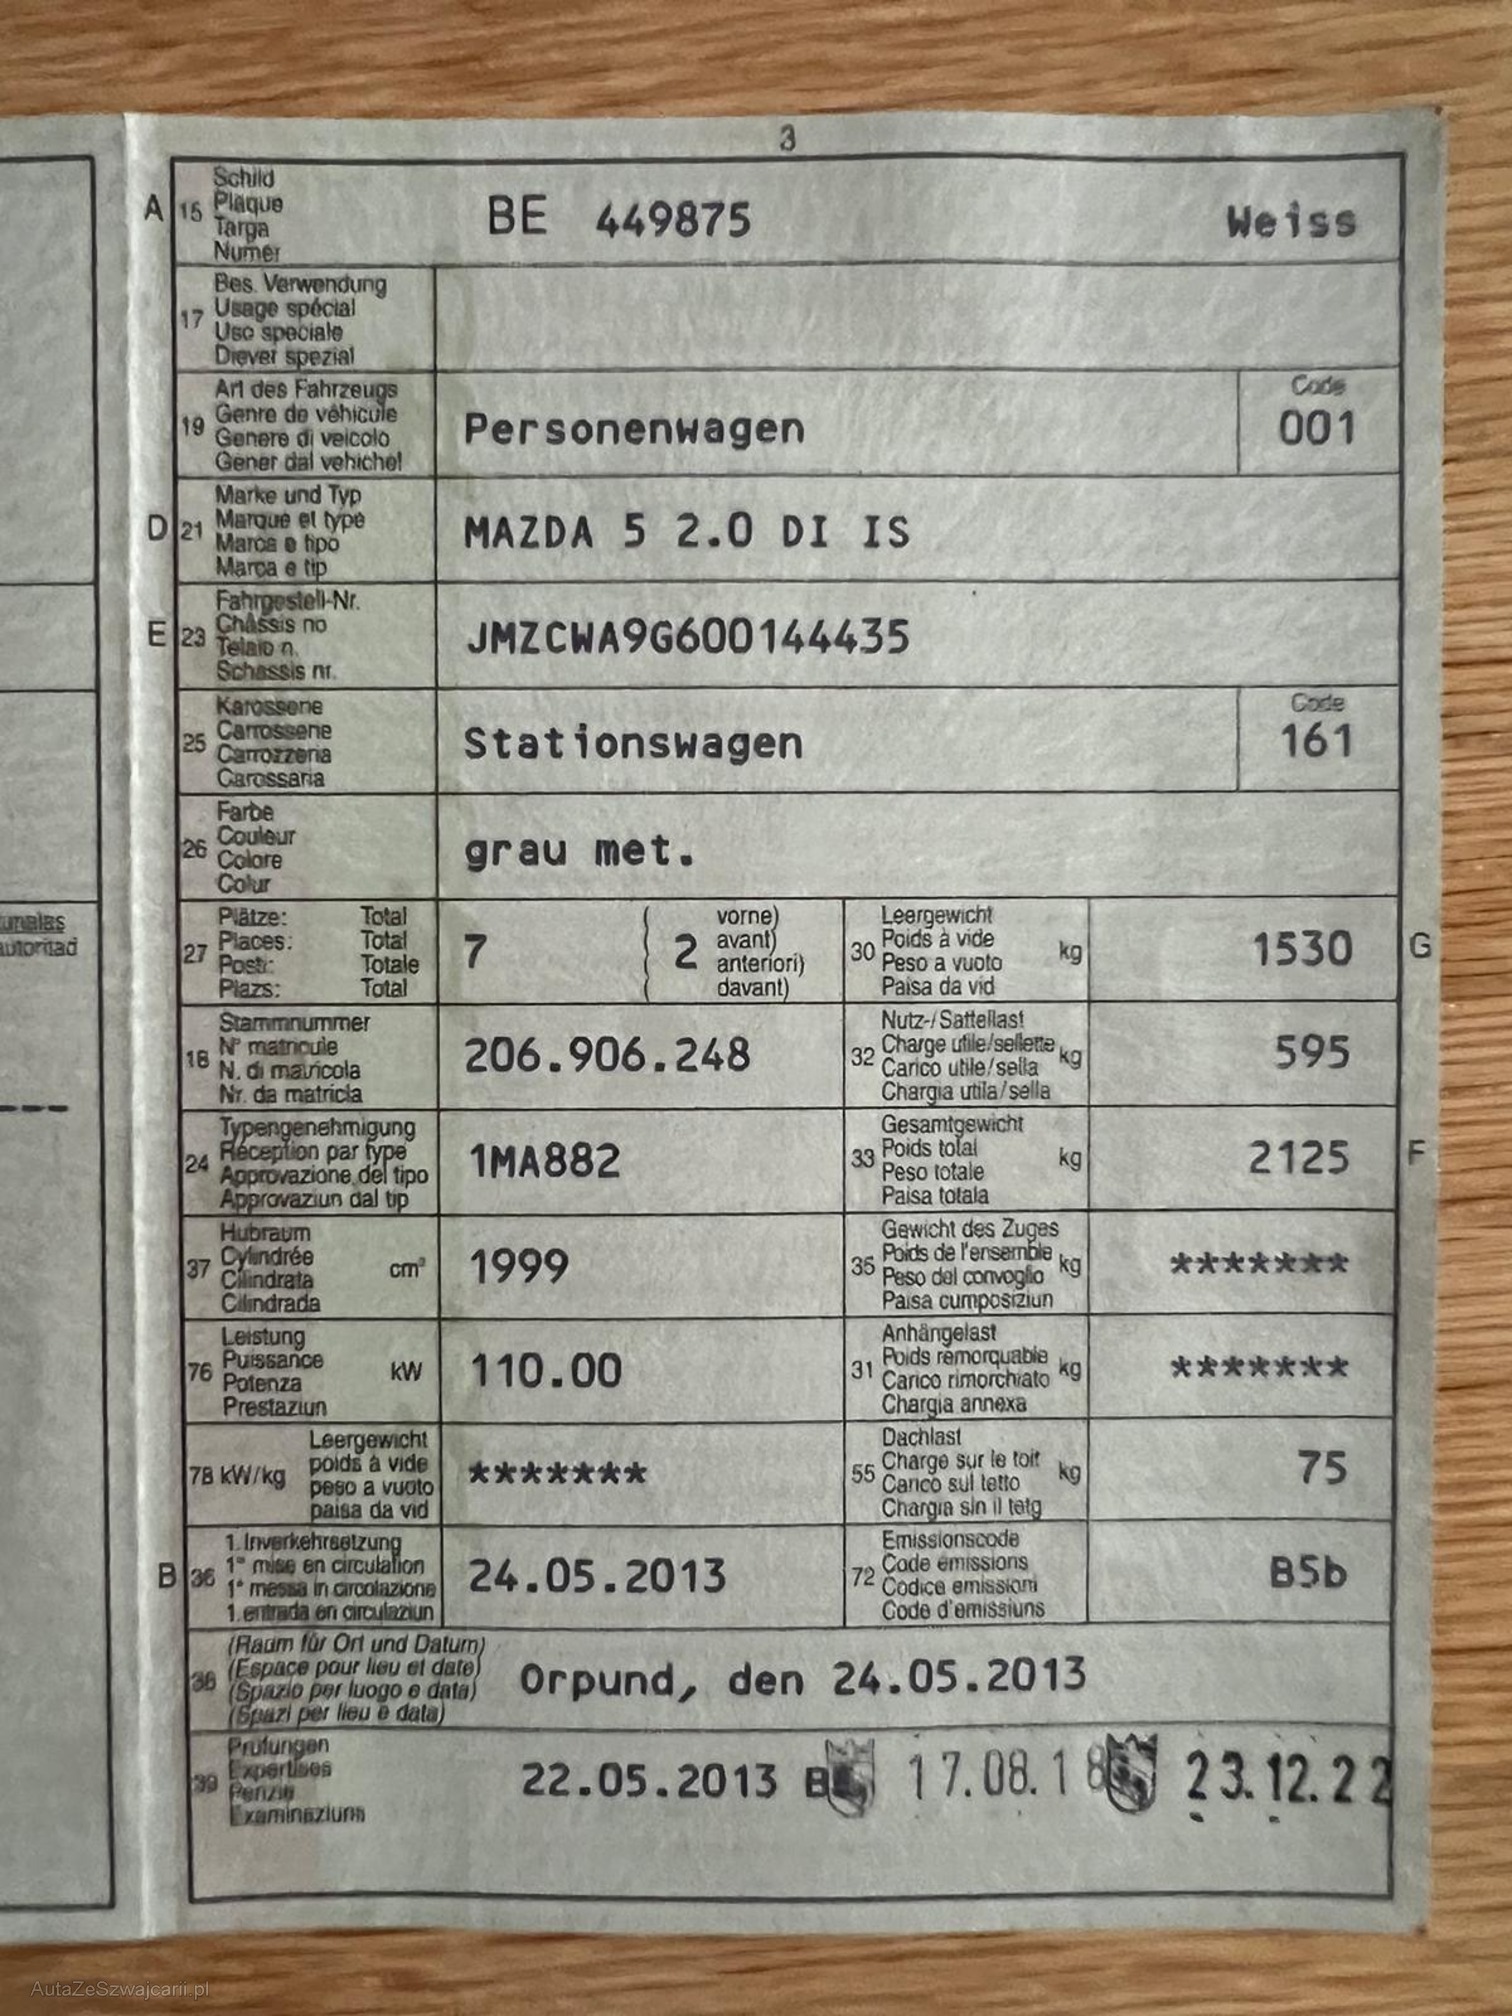 3
A 15 Schild
Plaque
Targa
Numer
BE 449875 Weiss
17 Bes. Verwendung
Usage spécial
Uso speciale
Diever spezial
19 Art des Fahrzeugs
Genre de véhicule
Genere di veicolo
Gener dal vehichel
Personenwagen
Code
001
D 21 Marke und Typ
Marque et type
Marca e tipo
Marca e tip
MAZDA 5 2.0 DI IS
E 23 Fahrgestell-Nr.
Châssis no
Telaio n.
Schassis nr.
JMZCWA9G600144435
25 Karosserie
Carrosserie
Carrozzeria
Carossaria
Stationswagen
Code
161
26 Farbe
Couleur
Colore
Colur
grau met.
27 Plätze: Total
Places: Total
Posti: Totale
Plazs: Total
7
2 vorne)
avant)
anteriori)
davant)
30 Leergewicht
Poids à vide
Peso a vuoto
Paisa da vid
kg
1530 G
autoritad
18 Stammnummer
N° matricule
N. di matricola
Nr. da matricla
206.906.248
32 Nutz-/Sattellast
Charge utile/sellette
Carico utile/sella
Chargia utila/sella
kg
595
24 Typengenehmigung
Réception par type
Approvazione del tipo
Approvaziun dal tip
1MA882
33 Gesamtgewicht
Poids total
Peso totale
Paisa totala
kg
2125 F
37 Hubraum
Cylindrée
Cilindrata
Cilindrada
cm³
1999
35 Gewicht des Zuges
Poids de l'ensemble
Peso del convoglio
Paisa cumposiziun
kg
*******
76 Leistung
Puissance
Potenza
Prestaziun
kW
110.00
31 Anhängelast
Poids remorquable
Carico rimorchiato
Chargia annexa
kg
*******
78 kW/kg Leergewicht
poids à vide
peso a vuoto
paisa da vid
*******
55 Dachlast
Charge sur le toit
Carico sul tetto
Chargia sin il tetg
kg
75
B 36 1. Inverkehrsetzung
1re mise en circulation
1a messa in circolazione
1. entrada en circulaziun
24.05.2013
72 Emissionscode
Code émissions
Codice emissioni
Code d'emissiuns
B5b
38 (Raum für Ort und Datum)
(Espace pour lieu et date)
(Spazio per luogo e data)
(Spazi per lieu e data)
Orpund, den 24.05.2013
39 Prüfungen
Expertises
Perizie
Examinaziuns
22.05.2013 17.08.18 23.12.22
AutaZeSzwajcarii.pl